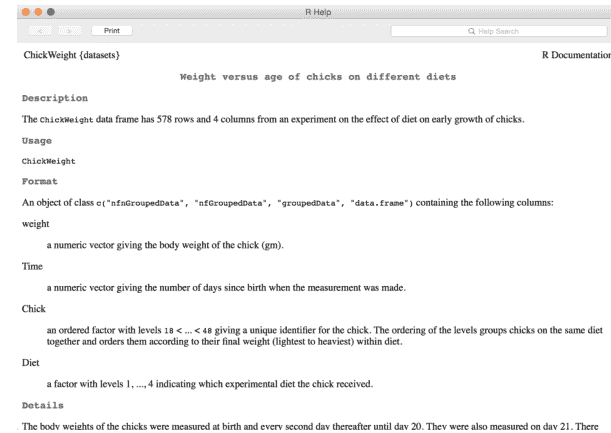 R Help
Print
Help Search
ChickWeight {datasets}
R Documentation
Weight versus age of chicks on different diets
Description
The ChickWeight data frame has 578 rows and 4 columns from an experiment on the effect of diet on early growth of chicks.
Usage
ChickWeight
Format
An object of class c("nfnGroupedData", "nfGroupedData", "groupedData", "data.frame") containing the following columns:
weight
a numeric vector giving the body weight of the chick (gm).
Time
a numeric vector giving the number of days since birth when the measurement was made.
Chick
an ordered factor with levels 18 < ... < 48 giving a unique identifier for the chick. The ordering of the levels groups chicks on the same diet
together and orders them according to their final weight (lightest to heaviest) within diet.
Diet
a factor with levels 1, ..., 4 indicating which experimental diet the chick received.
Details
The body weights of the chicks were measured at birth and every second day thereafter until day 20. They were also measured on day 21. There